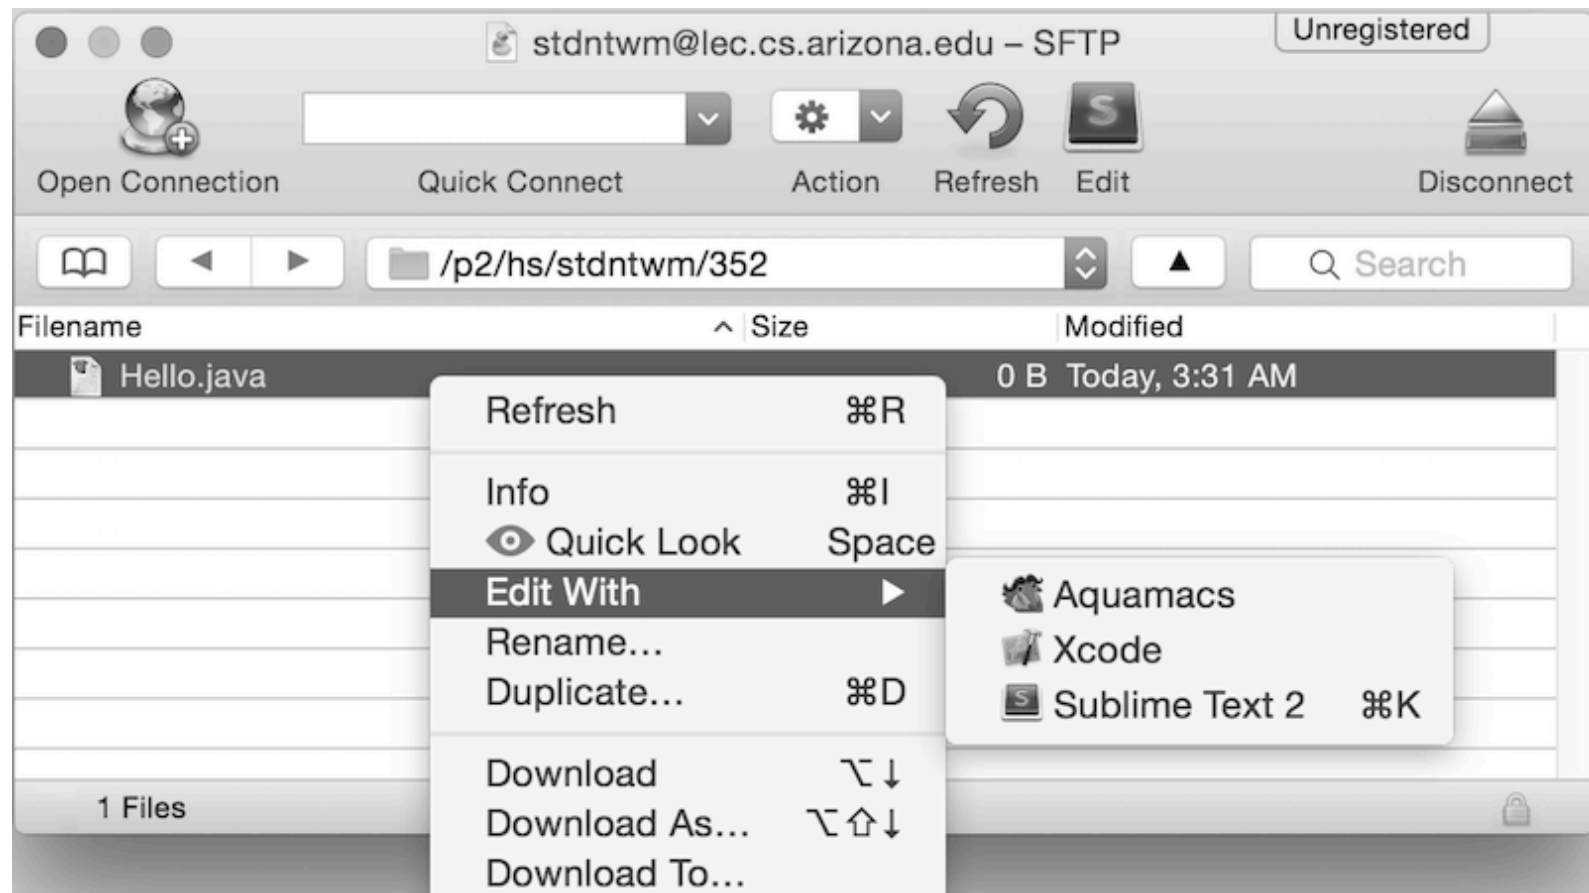 stdntwm@lec.cs.arizona.edu – SFTP
Unregistered
S
Open Connection
Quick Connect
Action
Refresh
Edit
Disconnect
/p2/hs/stdntwm/352
Search
Filename
Size
Modified
Hello.java
0 B
Today, 3:31 AM
Refresh ⌘R
Info ⌘I
Quick Look Space
Edit With
Rename...
Duplicate... ⌘D
Download ⌥↓
Download As... ⌥⇧↓
Download To...
Aquamacs
Xcode
S Sublime Text 2 ⌘K
1 Files